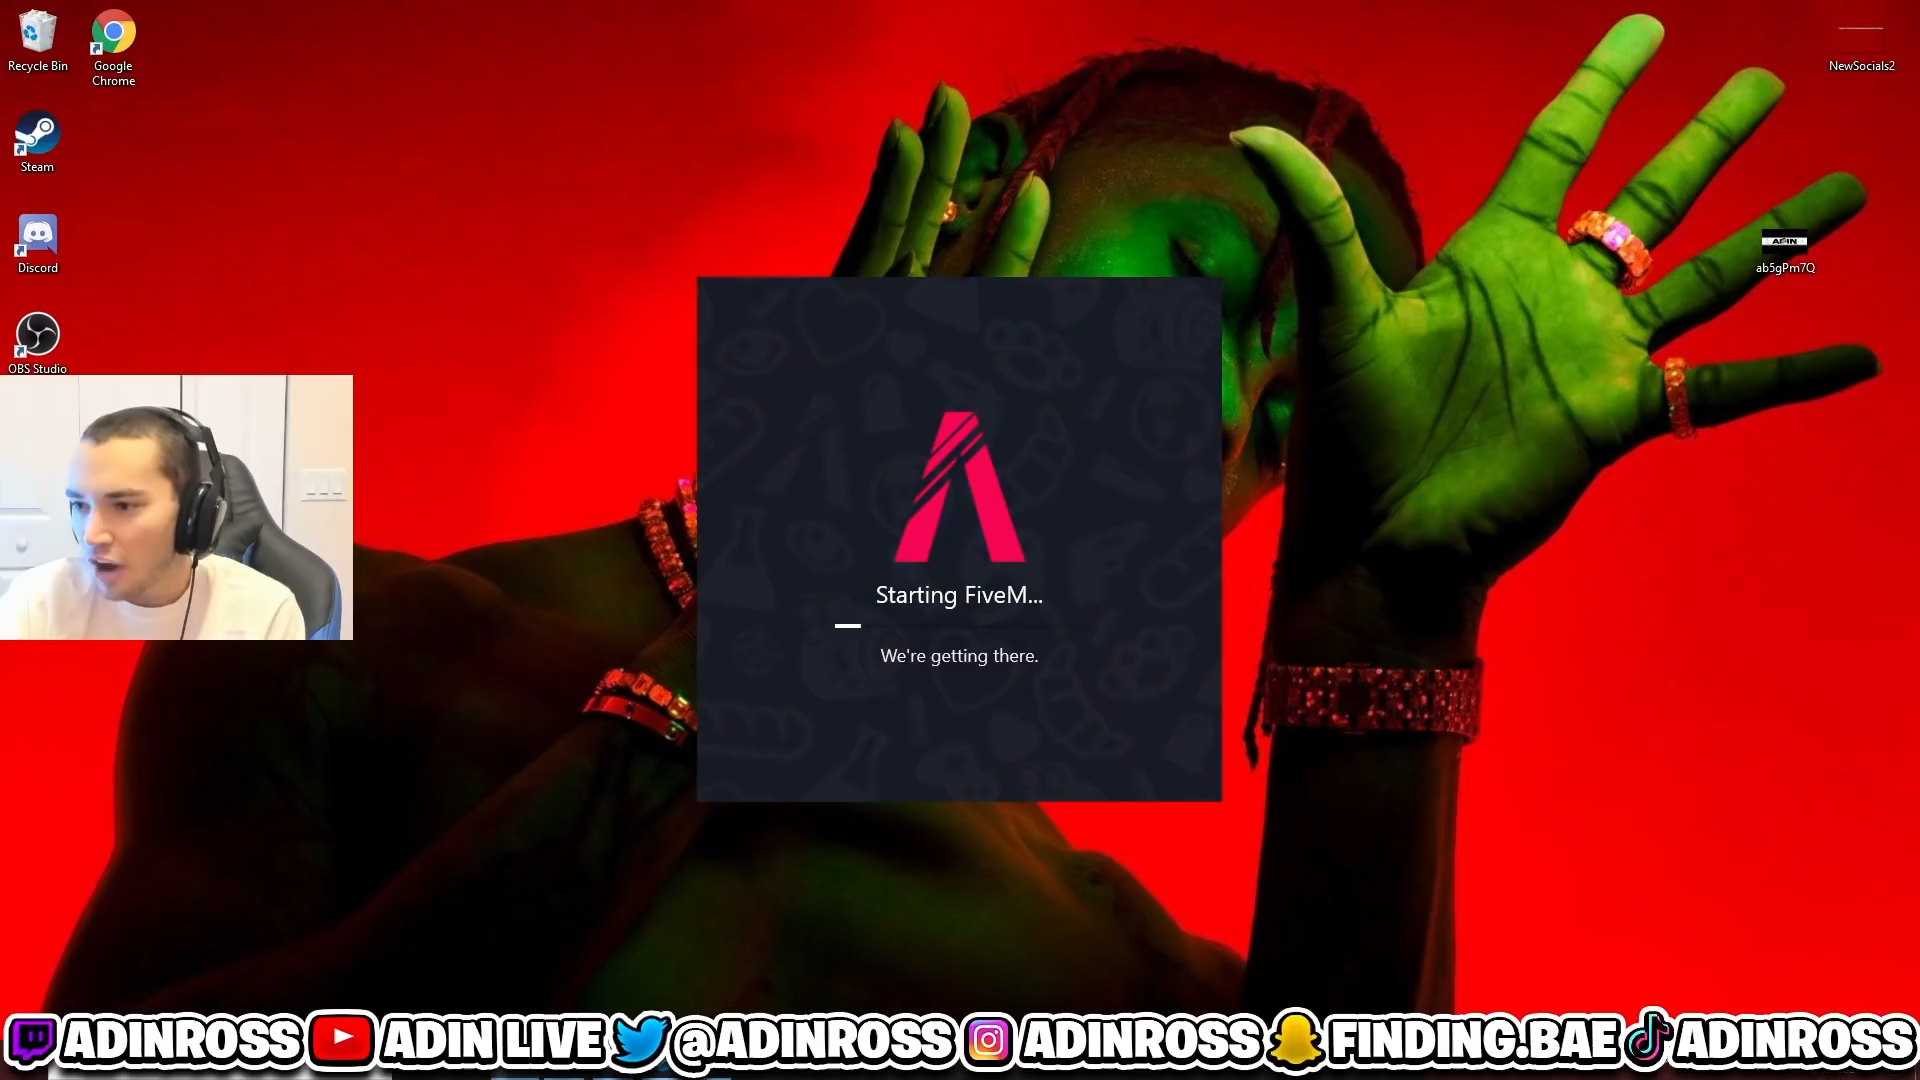 Recycle Bin
Google
Chrome
NewSocials2
Steam
ADIN
ab5gPm7Q
Discord
OBS Studio
Starting FiveM...
We're getting there.
ADINROSS ADIN LIVE @ADINROSS ADINROSS FINDING.BAE ADINROSS